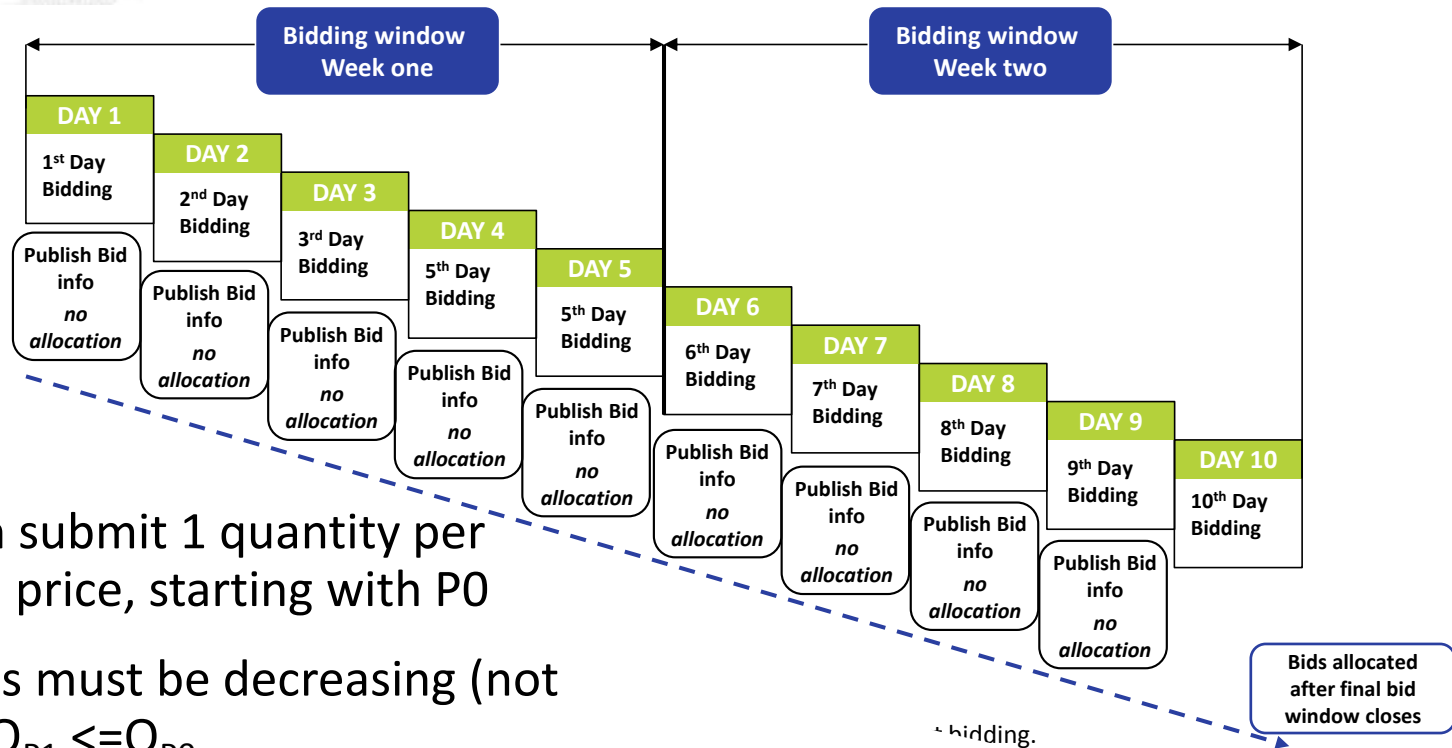 Bidding window
Week one
Bidding window
Week two
DAY 1
1st Day
Bidding
Publish Bid
info
no
allocation
DAY 2
2nd Day
Bidding
Publish Bid
info
no
allocation
DAY 3
3rd Day
Bidding
Publish Bid
info
no
allocation
DAY 4
5th Day
Bidding
Publish Bid
info
no
allocation
DAY 5
5th Day
Bidding
Publish Bid
info
no
allocation
DAY 6
6th Day
Bidding
Publish Bid
info
no
allocation
DAY 7
7th Day
Bidding
Publish Bid
info
no
allocation
DAY 8
8th Day
Bidding
Publish Bid
info
no
allocation
DAY 9
9th Day
Bidding
Publish Bid
info
no
allocation
DAY 10
10th Day
Bidding
submit 1 quantity per
price, starting with P0
must be decreasing (not
<=
bidding.
Bids allocated
after final bid
window closes